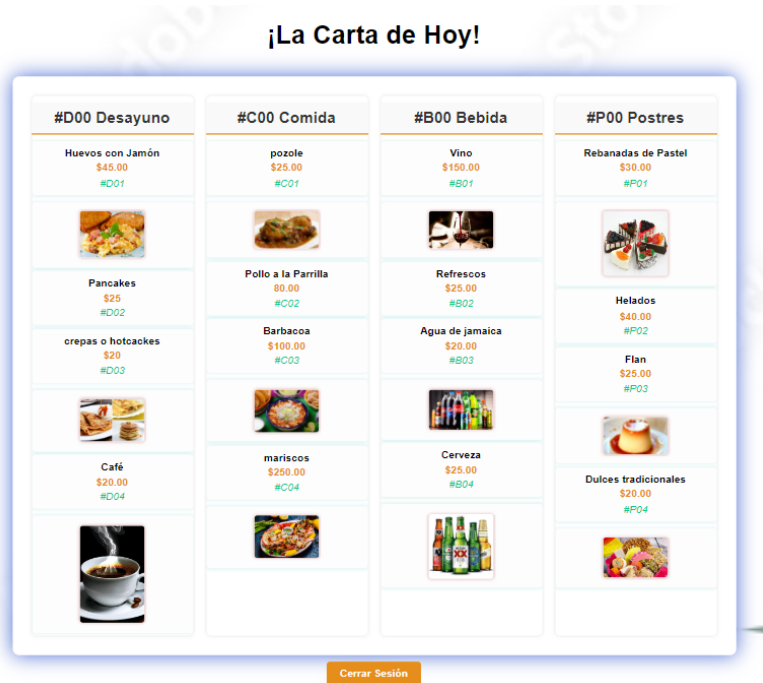 ¡La Carta de Hoy!
#D00 Desayuno
Huevos con Jamón
$45.00
#D01
Pancakes
$25
#D02
crepas o hotcackes
$20
#D03
Café
$20.00
#D04
#C00 Comida
pozole
$25.00
#C01
Pollo a la Parrilla
80.00
#C02
Barbacoa
$100.00
#C03
mariscos
$250.00
#C04
#B00 Bebida
Vino
$150.00
#B01
Refrescos
$25.00
#B02
Agua de jamaica
$20.00
#B03
Cerveza
$25.00
#B04
#P00 Postres
Rebanadas de Pastel
$30.00
#P01
Helados
$40.00
#P02
Flan
$25.00
#P03
Dulces tradicionales
$20.00
#P04
Cerrar Sesión